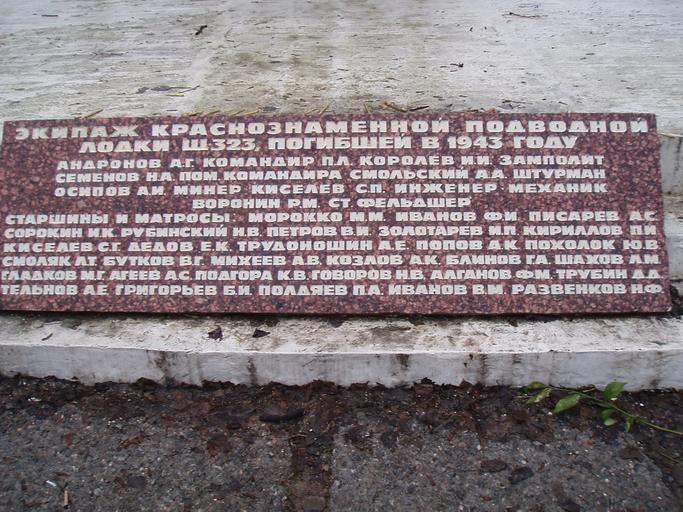 ЭКИПАЖ КРАСНОЗНАМЕННОЙ ПОДВОДНОЙ
ЛОДКИ Щ-323, ПОГИБШЕЙ В 1943 ГОДУ
АНДРОНОВ А.Г. КОМАНДИР П.Л. КОРОЛЕВ И.И. ЗАМПОЛИТ
СЕМЕНОВ Н.А. ПОМ. КОМАНДИРА СМОЛЬСКИЙ А.А. ШТУРМАН
ОСИПОВ А.И. МИНЕР КИСЕЛЕВ С.П. ИНЖЕНЕР МЕХАНИК
ВОРОНИН Р.М. СТ. ФЕЛЬДШЕР
СТАРШИНЫ И МАТРОСЫ: МОРОККО М.И. ИВАНОВ Ф.И. ПИСАРЕВ А.С.
СОРОКИН И.К. РУБИНСКИЙ Н.В. ПЕТРОВ В.И. ЗОЛОТАРЕВ И.П. КИРИЛЛОВ П.И.
КИСЕЛЕВ С.Г. ДЕДОВ Е.К. ТРУДОНОШИН Д.Е. ПОПОВ Д.К. ПОХОЛОК Ю.В.
СМОЛЯК Л.Т. БУТКОВ В.Г. МИХЕЕВ А.В. КОЗЛОВ А.К. БЛИНОВ Г.А. ШАХОВ Л.М.
ГЛАДКОВ М.Г. АГЕЕВ А.С. ПОДГОРА К.В. ГОВОРОВ Н.В. АЛГАНОВ Ф.М. ТРУБИН Д.Д.
ТЕЛЬНОВ А.Е. ГРИГОРЬЕВ Б.И. ПОЛДЯЕВ П.А. ИВАНОВ В.М. РАЗВЕНКОВ Н.Ф.